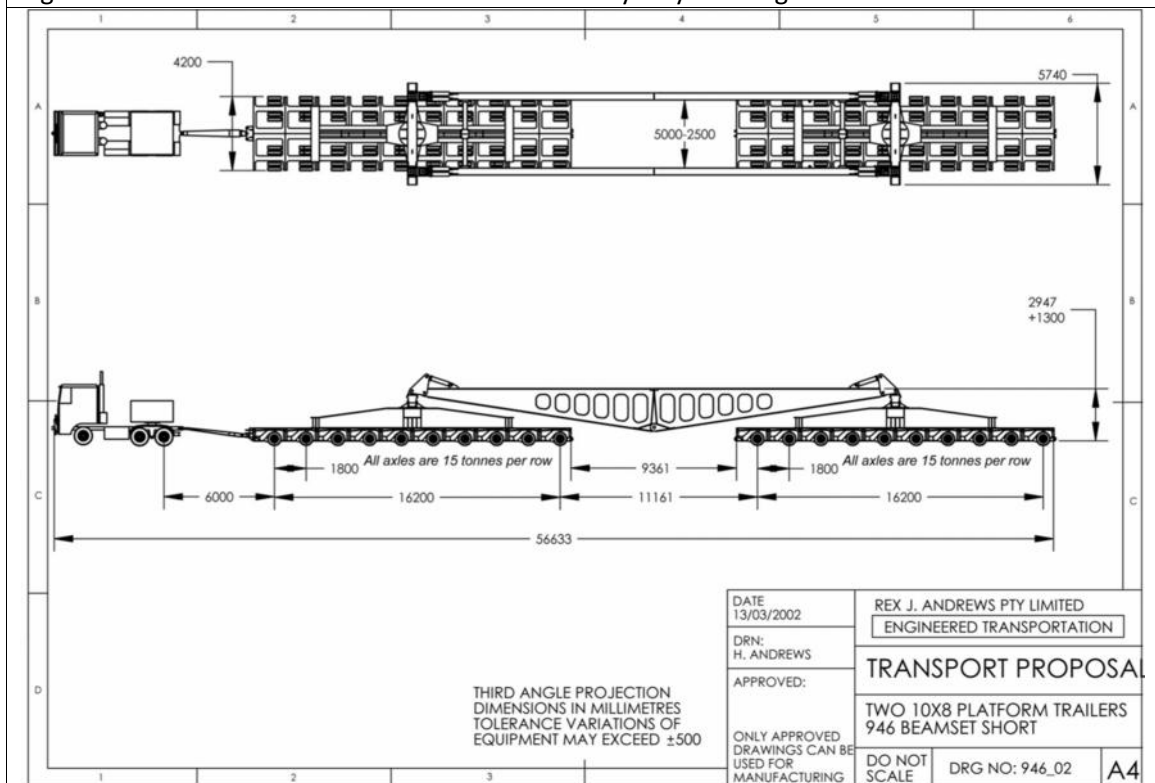 1 2 3 4 5 6
A A
4200
5740
5000-2500
B B
2947
+1300
1800 All axles are 15 tonnes per row 9361 1800 All axles are 15 tonnes per row
C C
6000 16200 11161 16200
56633
DATE
13/03/2002
REX J. ANDREWS PTY LIMITED
ENGINEERED TRANSPORTATION
DRN:
H. ANDREWS
TRANSPORT PROPOSAL
APPROVED:
D
THIRD ANGLE PROJECTION
DIMENSIONS IN MILLIMETRES
TOLERANCE VARIATIONS OF
EQUIPMENT MAY EXCEED ±500
TWO 10X8 PLATFORM TRAILERS
946 BEAMSET SHORT
ONLY APPROVED
DRAWINGS CAN BE
USED FOR
MANUFACTURING
DO NOT
SCALE
DRG NO: 946_02
A4
1 2 3